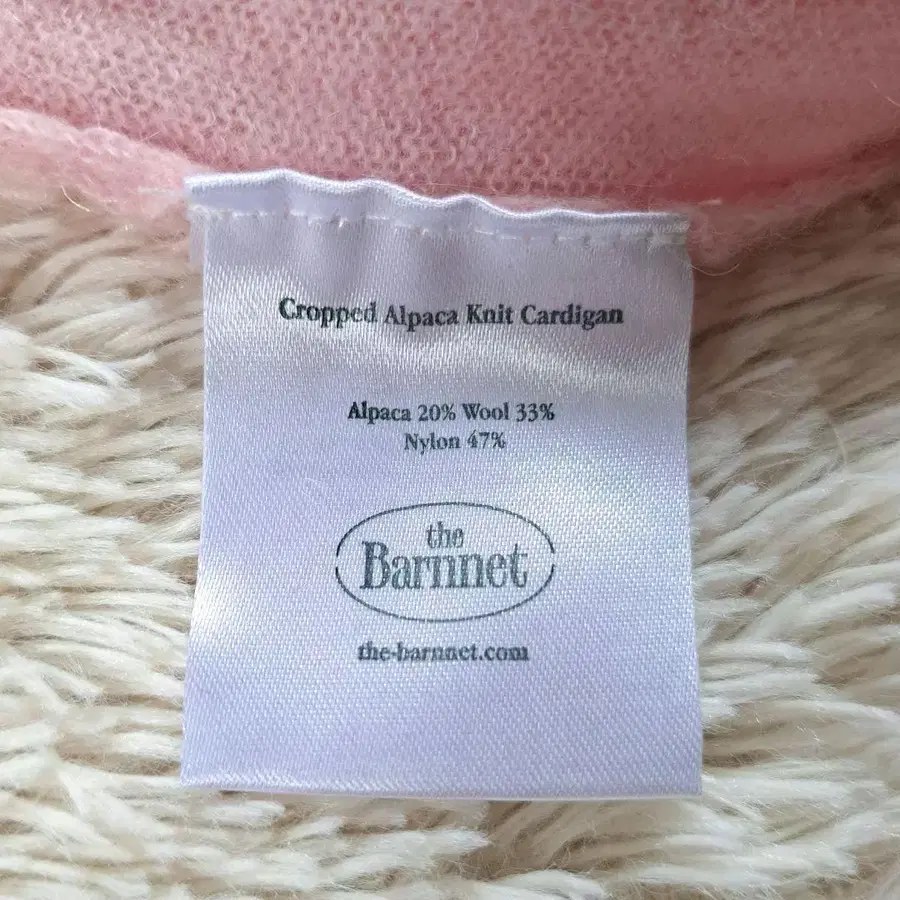 Cropped Alpaca Knit Cardigan
Alpaca 20% Wool 33%
Nylon 47%
the
Barnnet
the-barnnet.com